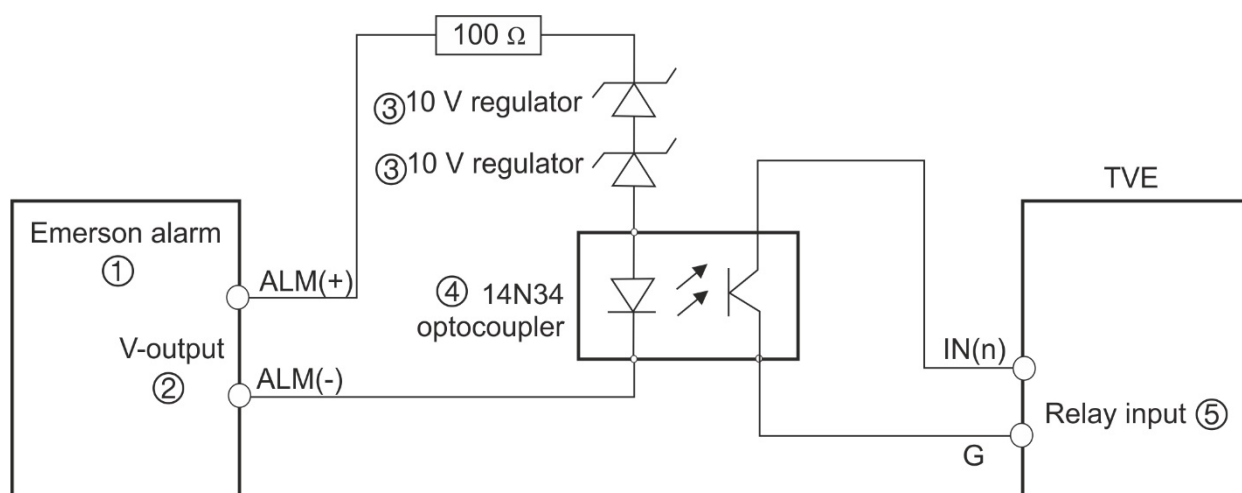 100 Ω
③10 V regulator
③10 V regulator
TVE
Emerson alarm
①
ALM(+)
④ 14N34
optocoupler
V-output
②
ALM(-)
IN(n)
Relay input ⑤
G